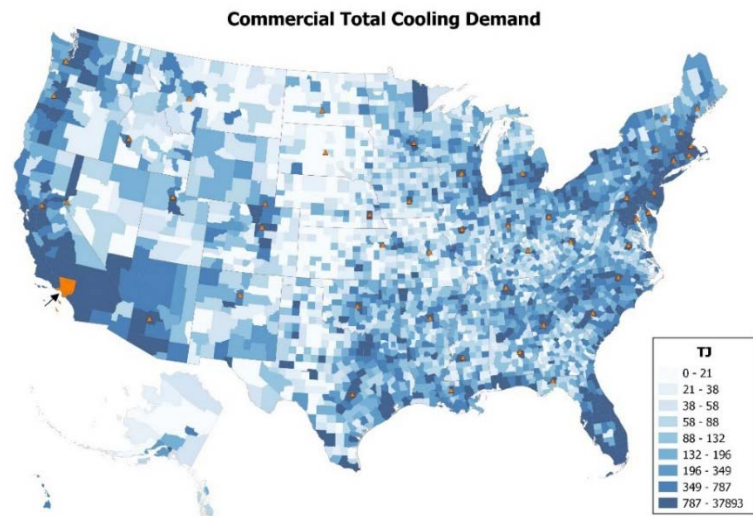 Commercial Total Cooling Demand
TJ
0 - 21
21 - 38
38 - 58
58 - 88
88 - 132
132 - 196
196 - 349
349 - 787
787 - 37893